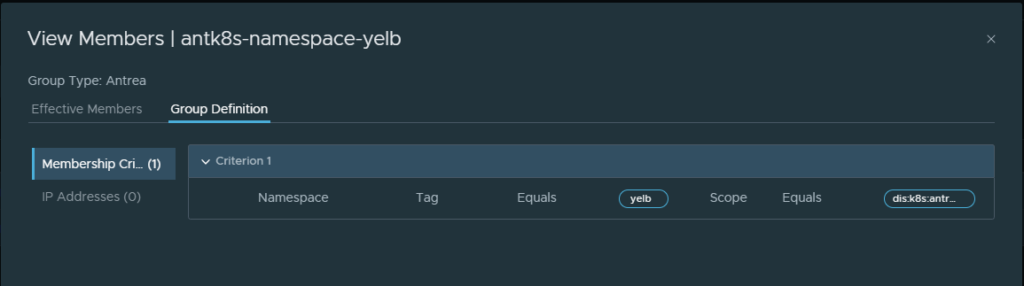 View Members | antk8s-namespace-yelb
Group Type: Antrea
Effective Members Group Definition
Membership Cri... (1)
Criterion 1
Namespace Tag Equals yelb Scope Equals dis:k8s:antr...
IP Addresses (0)